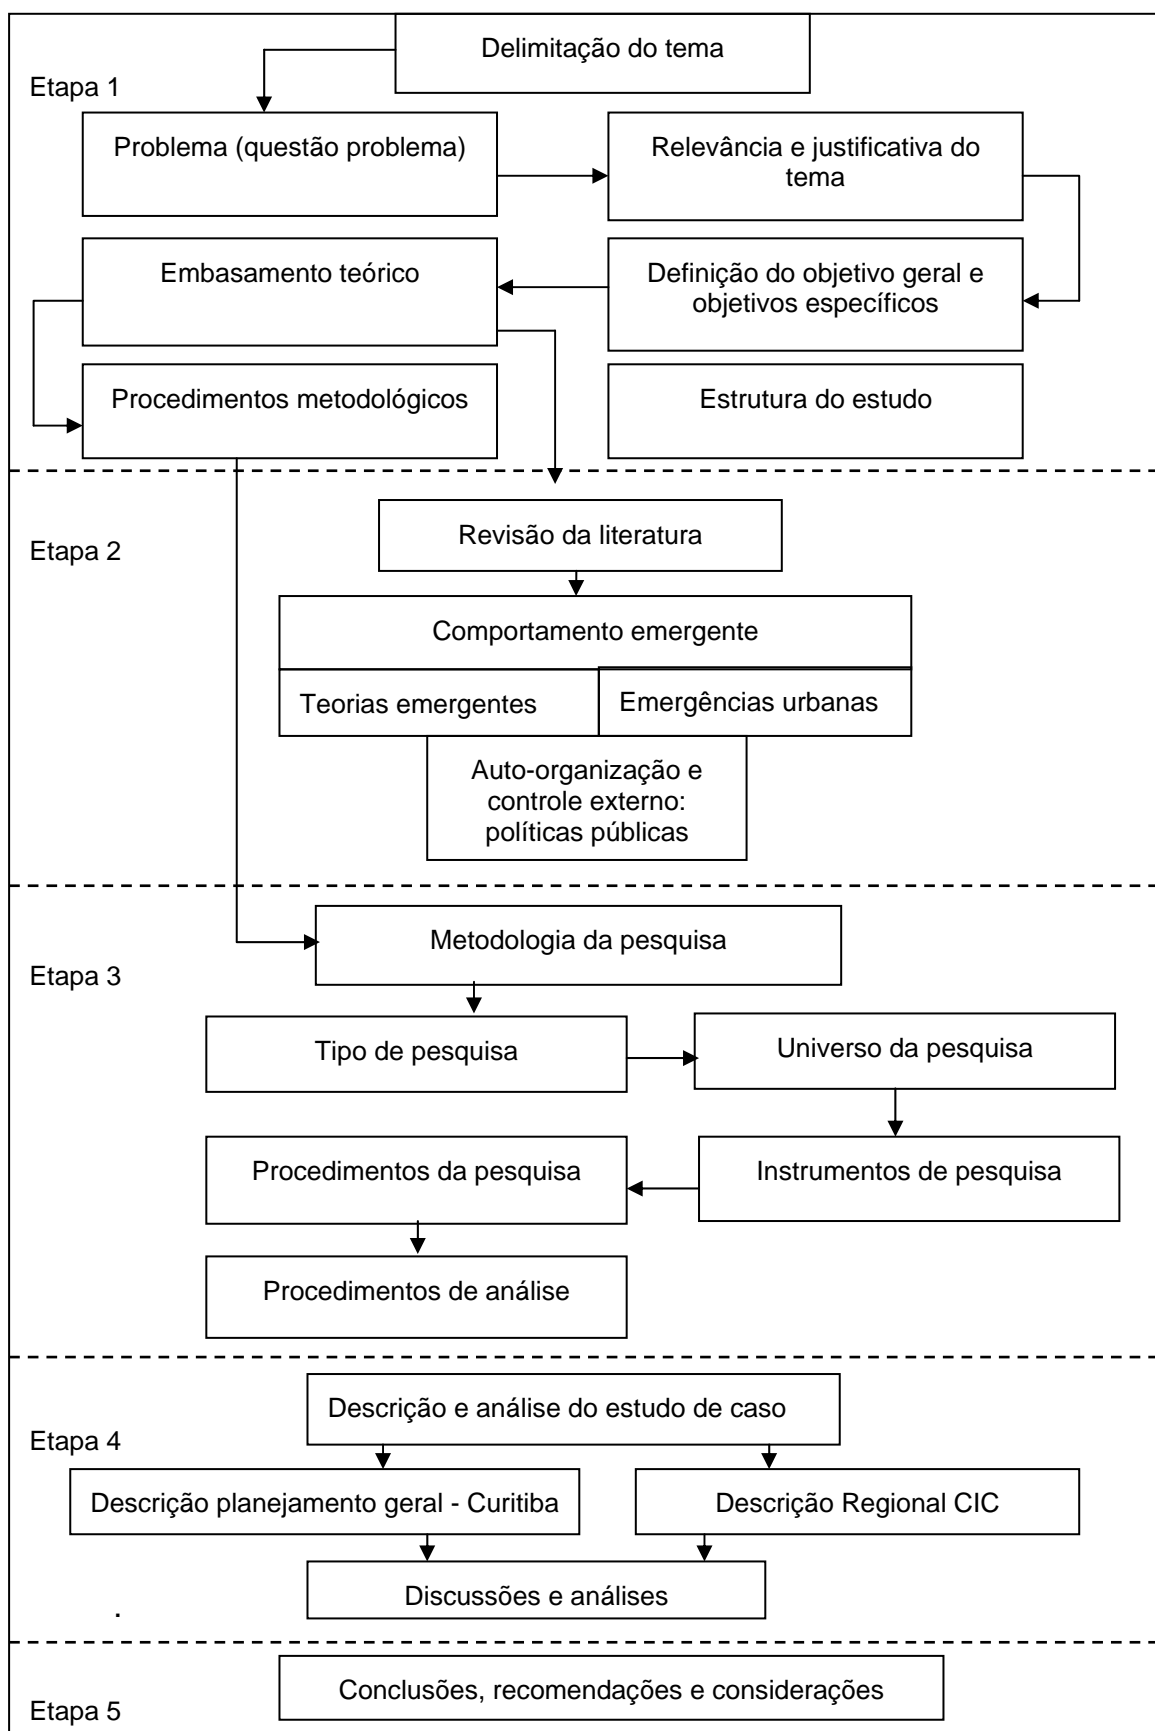 Delimitação do tema
Etapa 1
Problema (questão problema)
Relevância e justificativa do
tema
Embasamento teórico
Definição do objetivo geral e
objetivos específicos
Procedimentos metodológicos
Estrutura do estudo
Etapa 2
Revisão da literatura
Comportamento emergente
Teorias emergentes
Emergências urbanas
Auto-organização e
controle externo:
políticas públicas
Etapa 3
Metodologia da pesquisa
Tipo de pesquisa
Universo da pesquisa
Procedimentos da pesquisa
Instrumentos de pesquisa
Procedimentos de análise
Etapa 4
Descrição e análise do estudo de caso
Descrição planejamento geral - Curitiba
Descrição Regional CIC
Discussões e análises
.
Etapa 5
Conclusões, recomendações e considerações